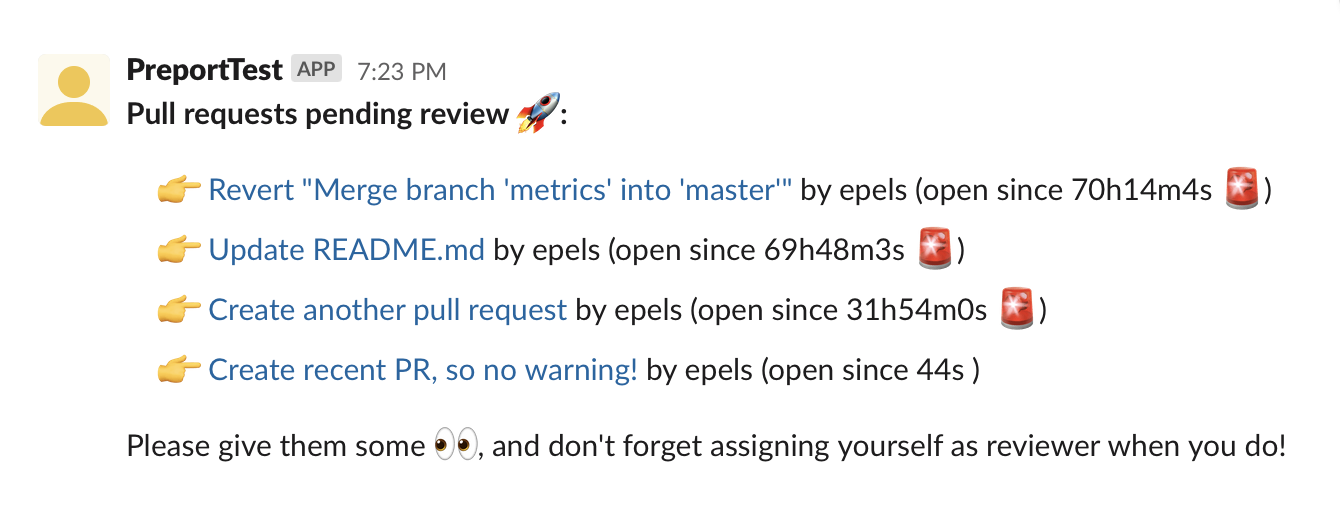 PreportTest APP 7:23 PM
Pull requests pending review 🚀:
👉 Revert "Merge branch 'metrics' into 'master'" by epels (open since 70h14m4s 🚨)
👉 Update README.md by epels (open since 69h48m3s 🚨)
👉 Create another pull request by epels (open since 31h54m0s 🚨)
👉 Create recent PR, so no warning! by epels (open since 44s )
Please give them some 👀, and don't forget assigning yourself as reviewer when you do!